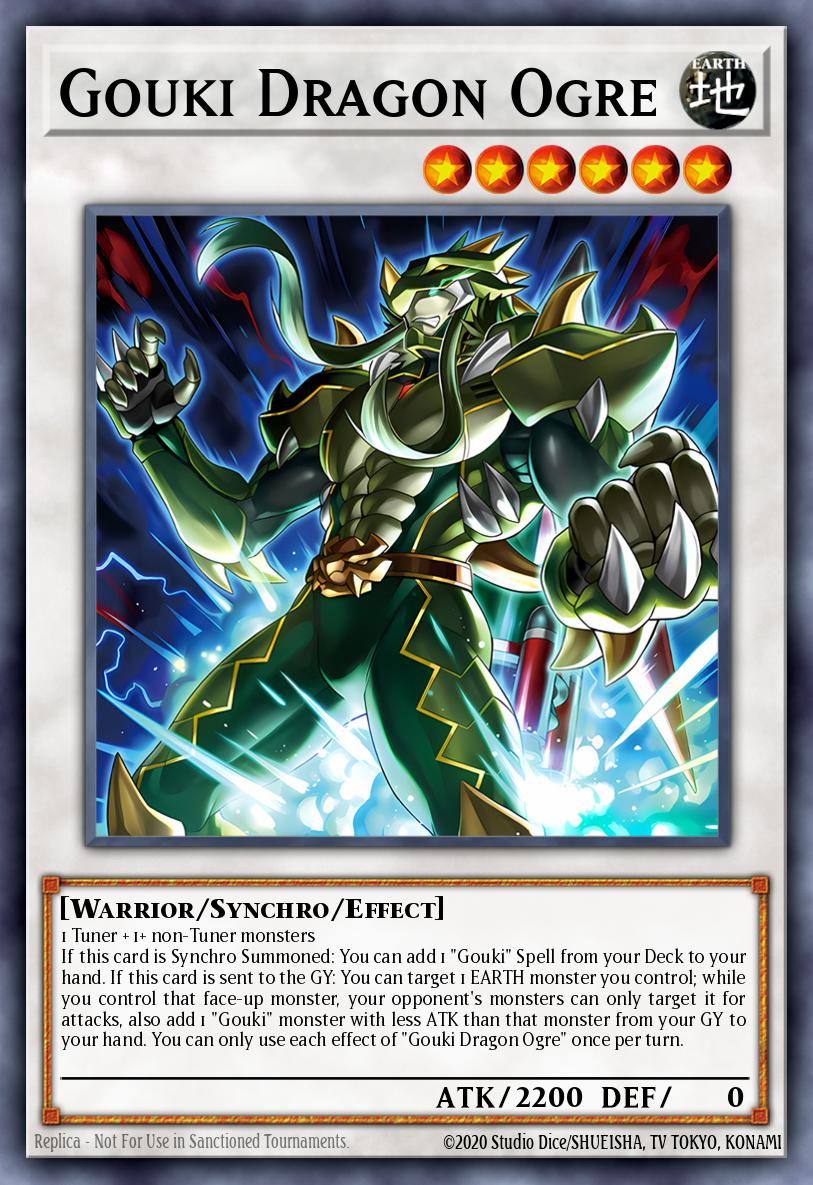 Gouki Dragon Ogre
EARTH
地
[Warrior/Synchro/Effect]
1 Tuner + 1+ non-Tuner monsters
If this card is Synchro Summoned: You can add 1 "Gouki" Spell from your Deck to your
hand. If this card is sent to the GY: You can target 1 EARTH monster you control; while
you control that face-up monster, your opponent's monsters can only target it for
attacks, also add 1 "Gouki" monster with less ATK than that monster from your GY to
your hand. You can only use each effect of "Gouki Dragon Ogre" once per turn.
ATK/2200 DEF/ 0
Replica - Not For Use in Sanctioned Tournaments.
©2020 Studio Dice/SHUEISHA, TV TOKYO, KONAMI